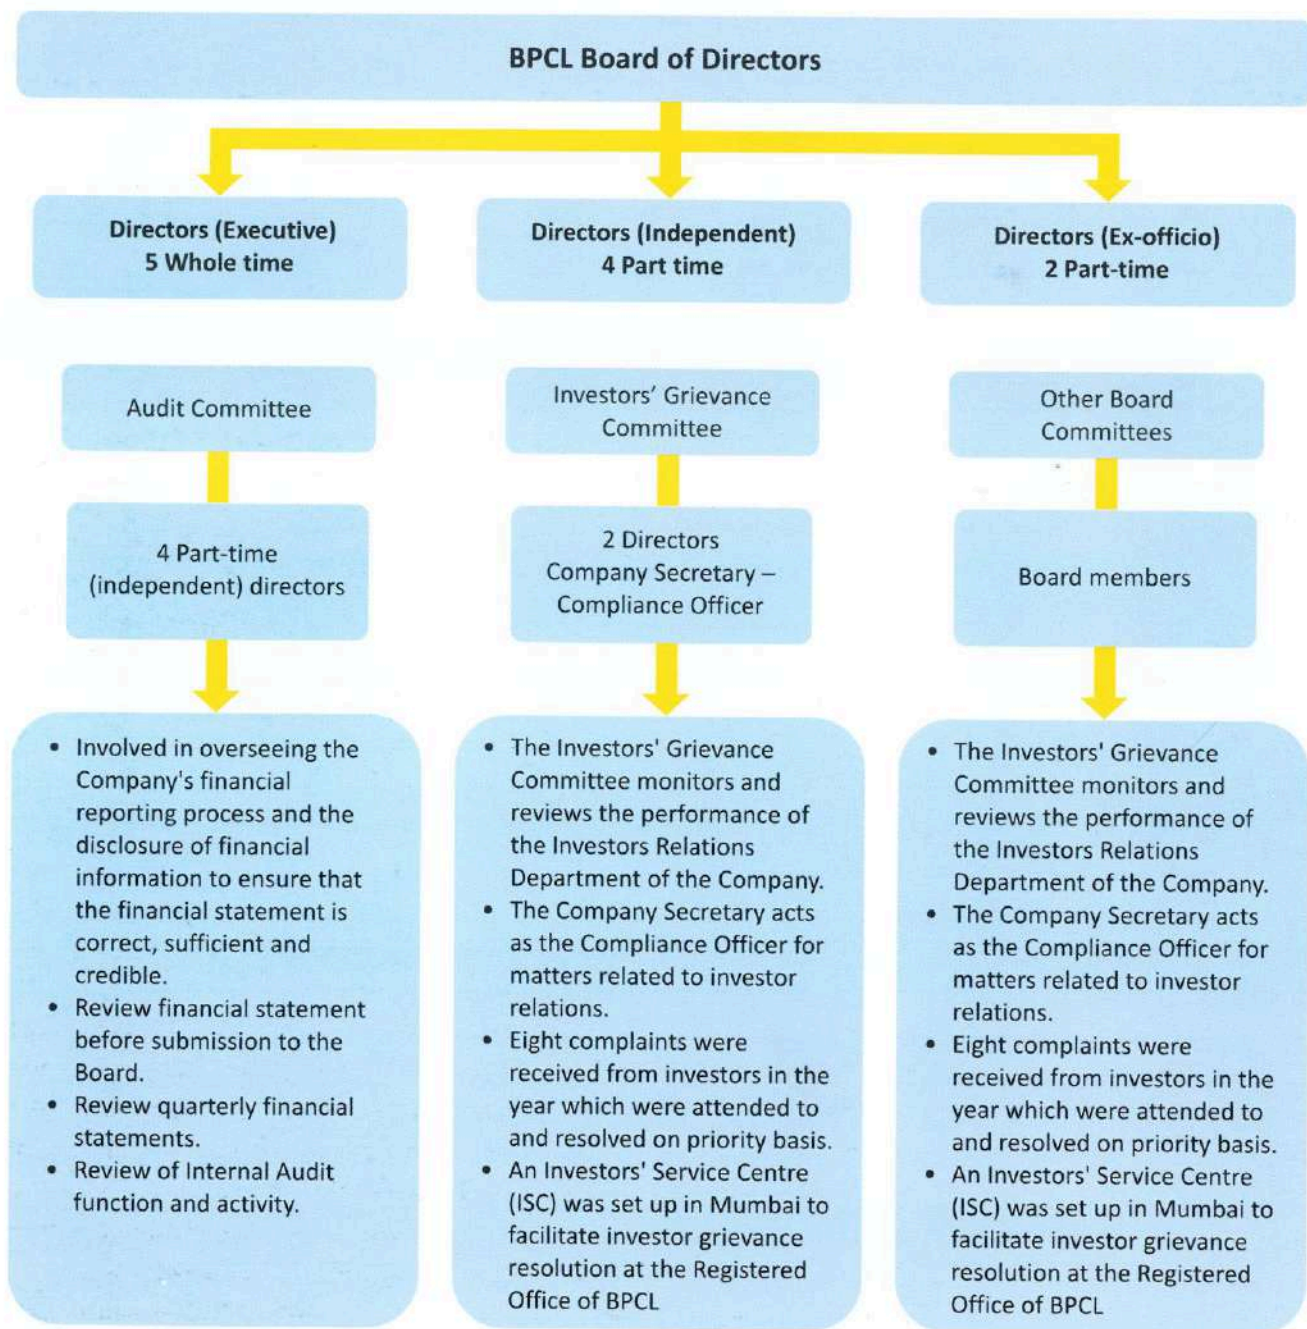 BPCL Board of Directors
Directors (Executive)
5 Whole time
Directors (Independent)
4 Part time
Directors (Ex-officio)
2 Part-time
Audit Committee
Investors' Grievance
Committee
Other Board
Committees
4 Part-time
(independent) directors
2 Directors
Company Secretary –
Compliance Officer
Board members
• Involved in overseeing the
Company's financial
reporting process and the
disclosure of financial
information to ensure that
the financial statement is
correct, sufficient and
credible.
• Review financial statement
before submission to the
Board.
• Review quarterly financial
statements.
• Review of Internal Audit
function and activity.
• The Investors' Grievance
Committee monitors and
reviews the performance of
the Investors Relations
Department of the Company.
• The Company Secretary acts
as the Compliance Officer for
matters related to investor
relations.
• Eight complaints were
received from investors in the
year which were attended to
and resolved on priority basis.
• An Investors' Service Centre
(ISC) was set up in Mumbai to
facilitate investor grievance
resolution at the Registered
Office of BPCL
• The Investors' Grievance
Committee monitors and
reviews the performance of
the Investors Relations
Department of the Company.
• The Company Secretary acts
as the Compliance Officer for
matters related to investor
relations.
• Eight complaints were
received from investors in the
year which were attended to
and resolved on priority basis.
• An Investors' Service Centre
(ISC) was set up in Mumbai to
facilitate investor grievance
resolution at the Registered
Office of BPCL